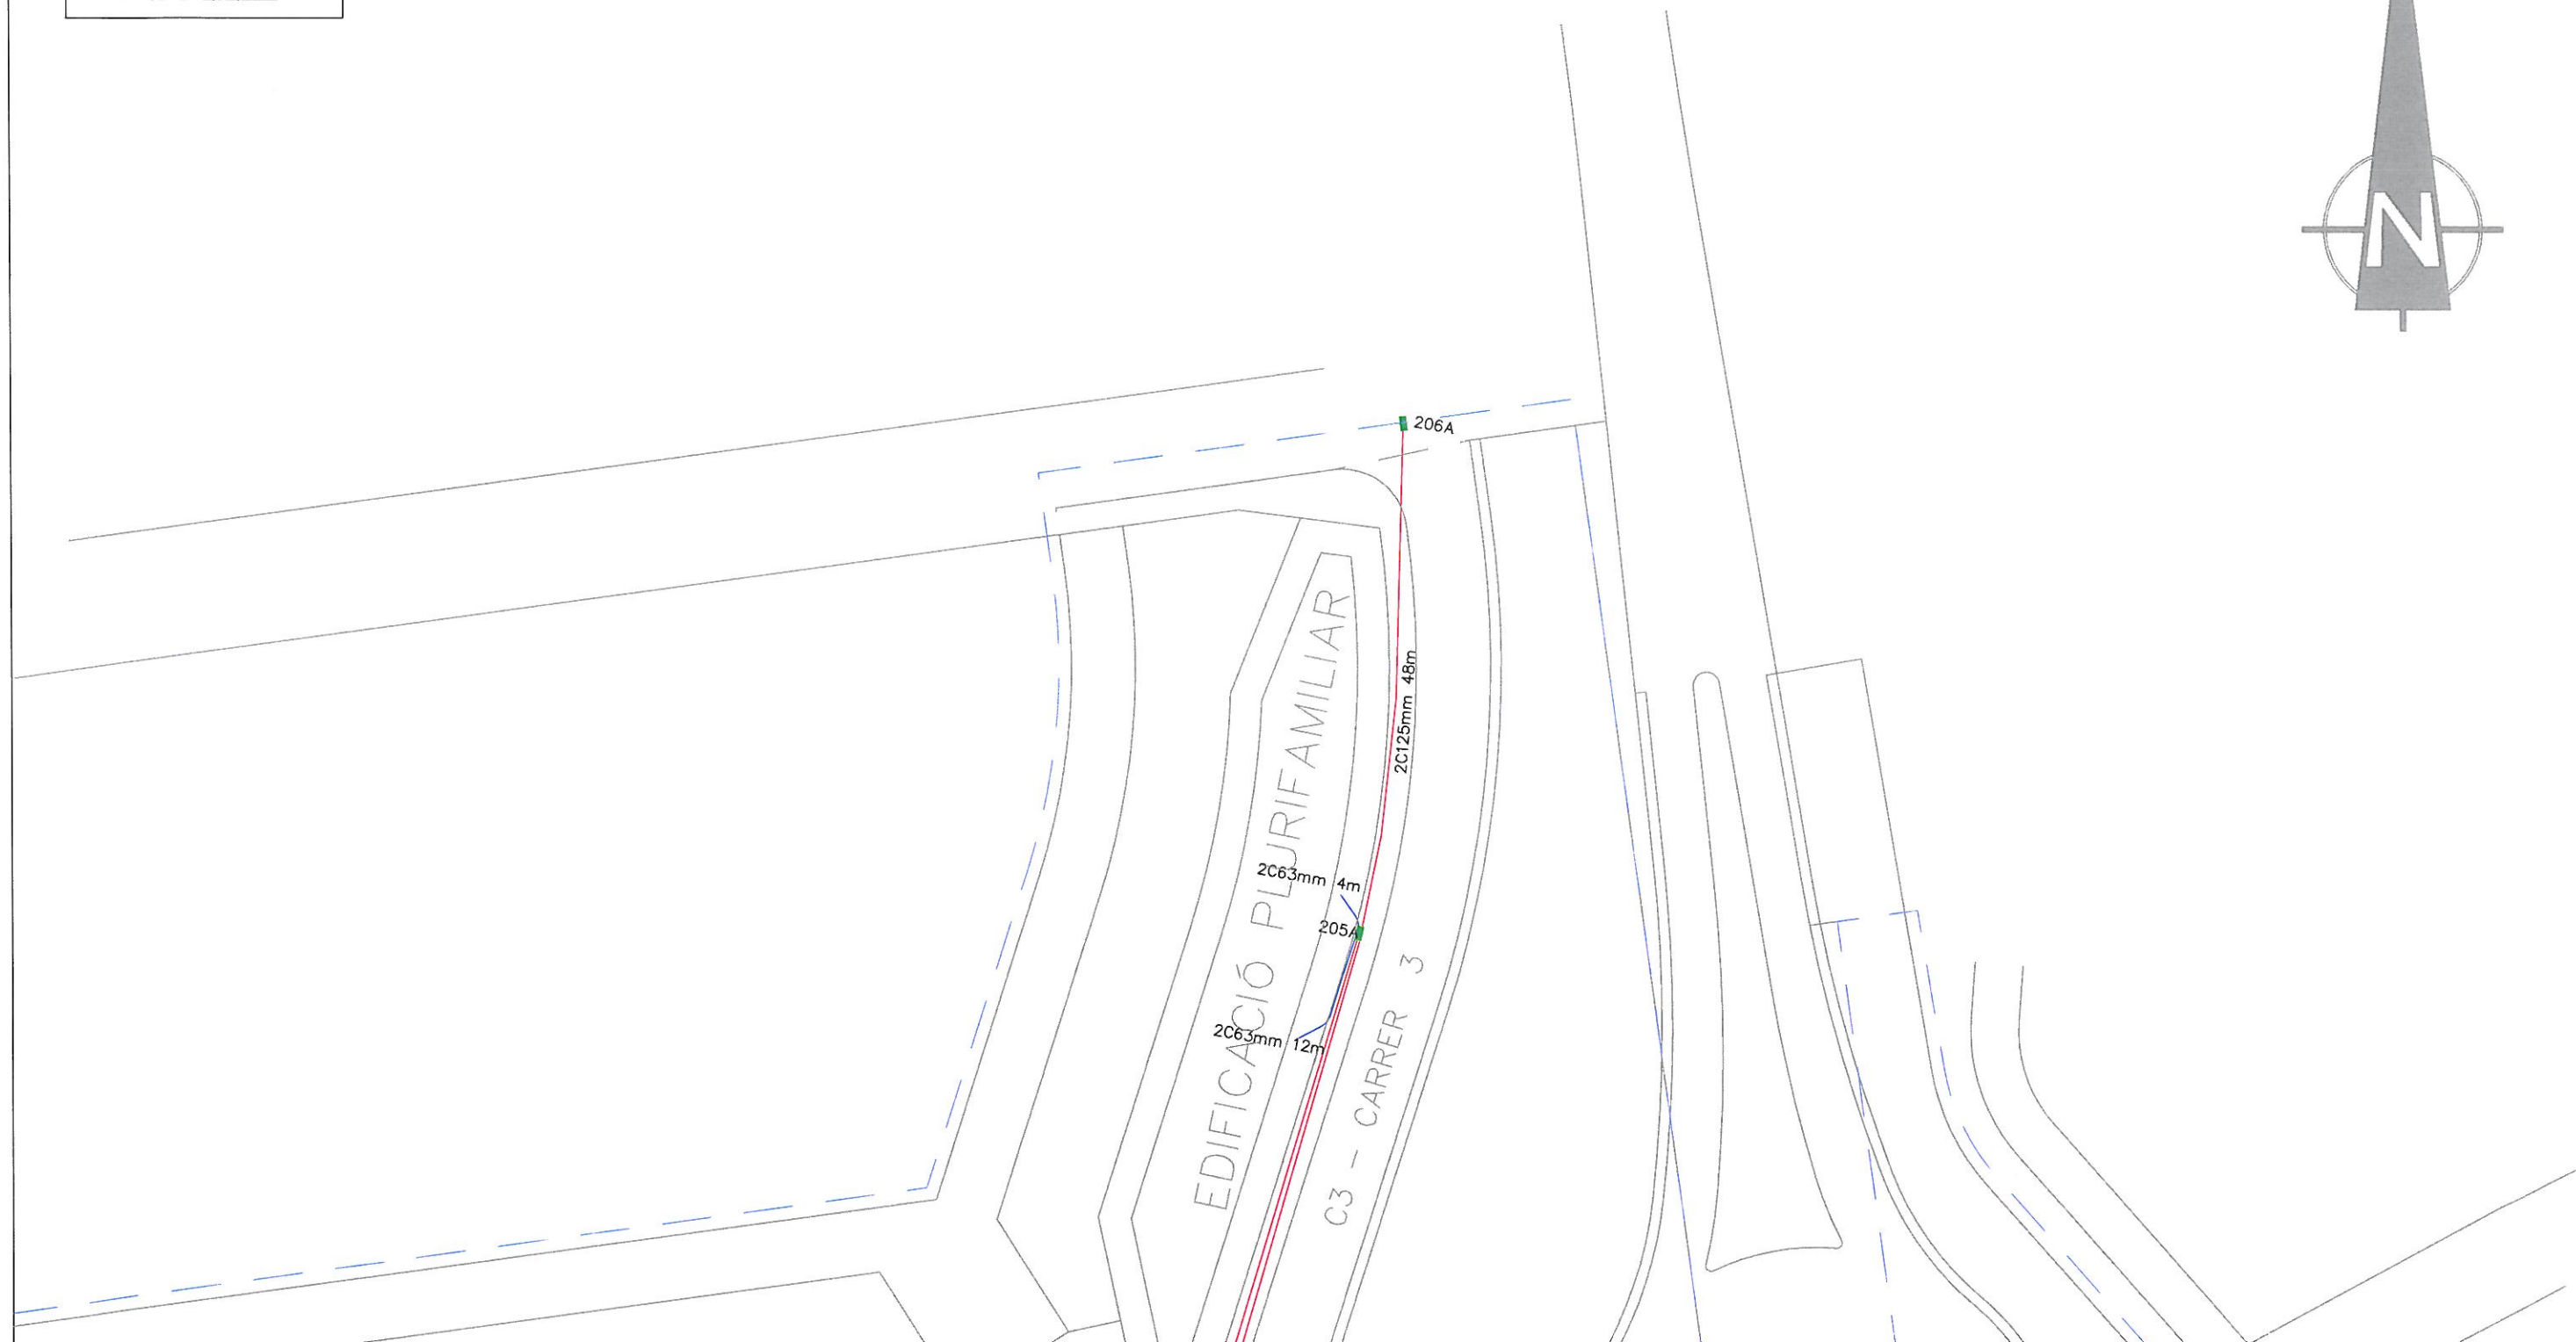 N
206A
2C125mm 48m
EDIFICACIÓ PLURIFAMILIAR
2C63mm 4m
205A
2C63mm 12m
C3 - CARRER 3